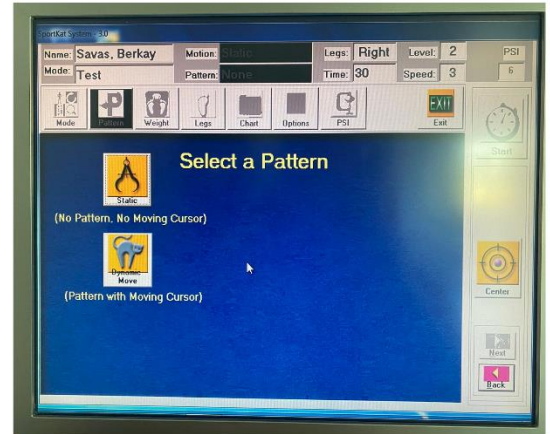 SportKat System - 3.0
Name: Savas, Berkay Motion: Static Legs: Right Level: 2 PSI
Mode: Test Pattern: None Time: 30 Speed: 3 6
Mode Pattern Weight Legs Chart Options PSI Exit
EXIT
Start
Select a Pattern
Static
(No Pattern, No Moving Cursor)
Dynamic
Move
(Pattern with Moving Cursor)
Center
Next
Back